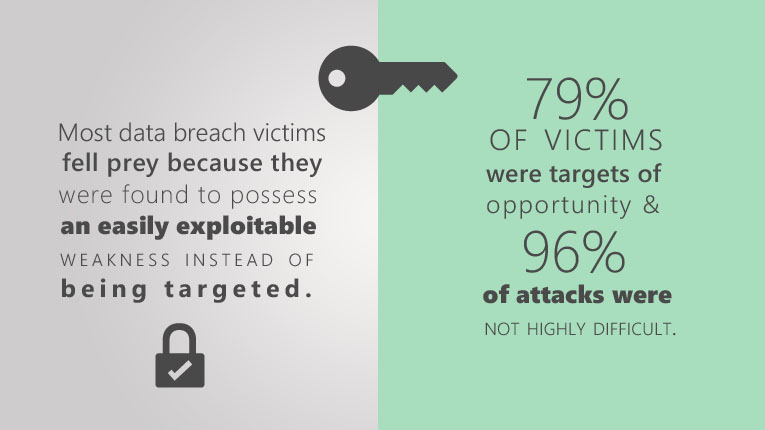 Most data breach victims
fell prey because they
were found to possess
an easily exploitable
WEAKNESS INSTEAD OF
being targeted.
79%
OF VICTIMS
were targets of
opportunity &
96%
of attacks were
NOT HIGHLY DIFFICULT.